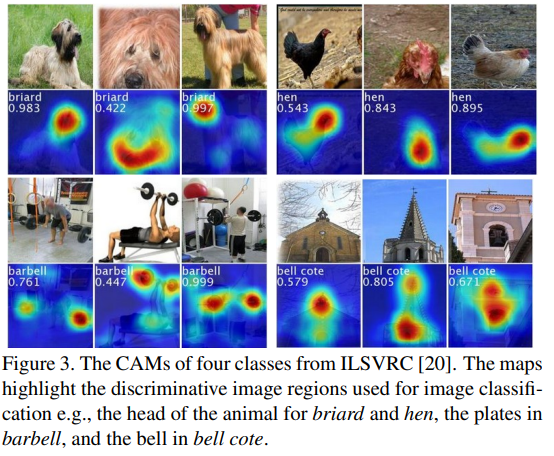 briard
0.983
briard
0.422
briard
0.997
hen
0.543
hen
0.843
hen
0.895
barbell
0.761
barbell
0.447
barbell
0.999
bell cote
0.579
bell cote
0.805
bell cote
0.671
Figure 3. The CAMs of four classes from ILSVRC [20]. The maps
highlight the discriminative image regions used for image classifi-
cation e.g., the head of the animal for briard and hen, the plates in
barbell, and the bell in bell cote.